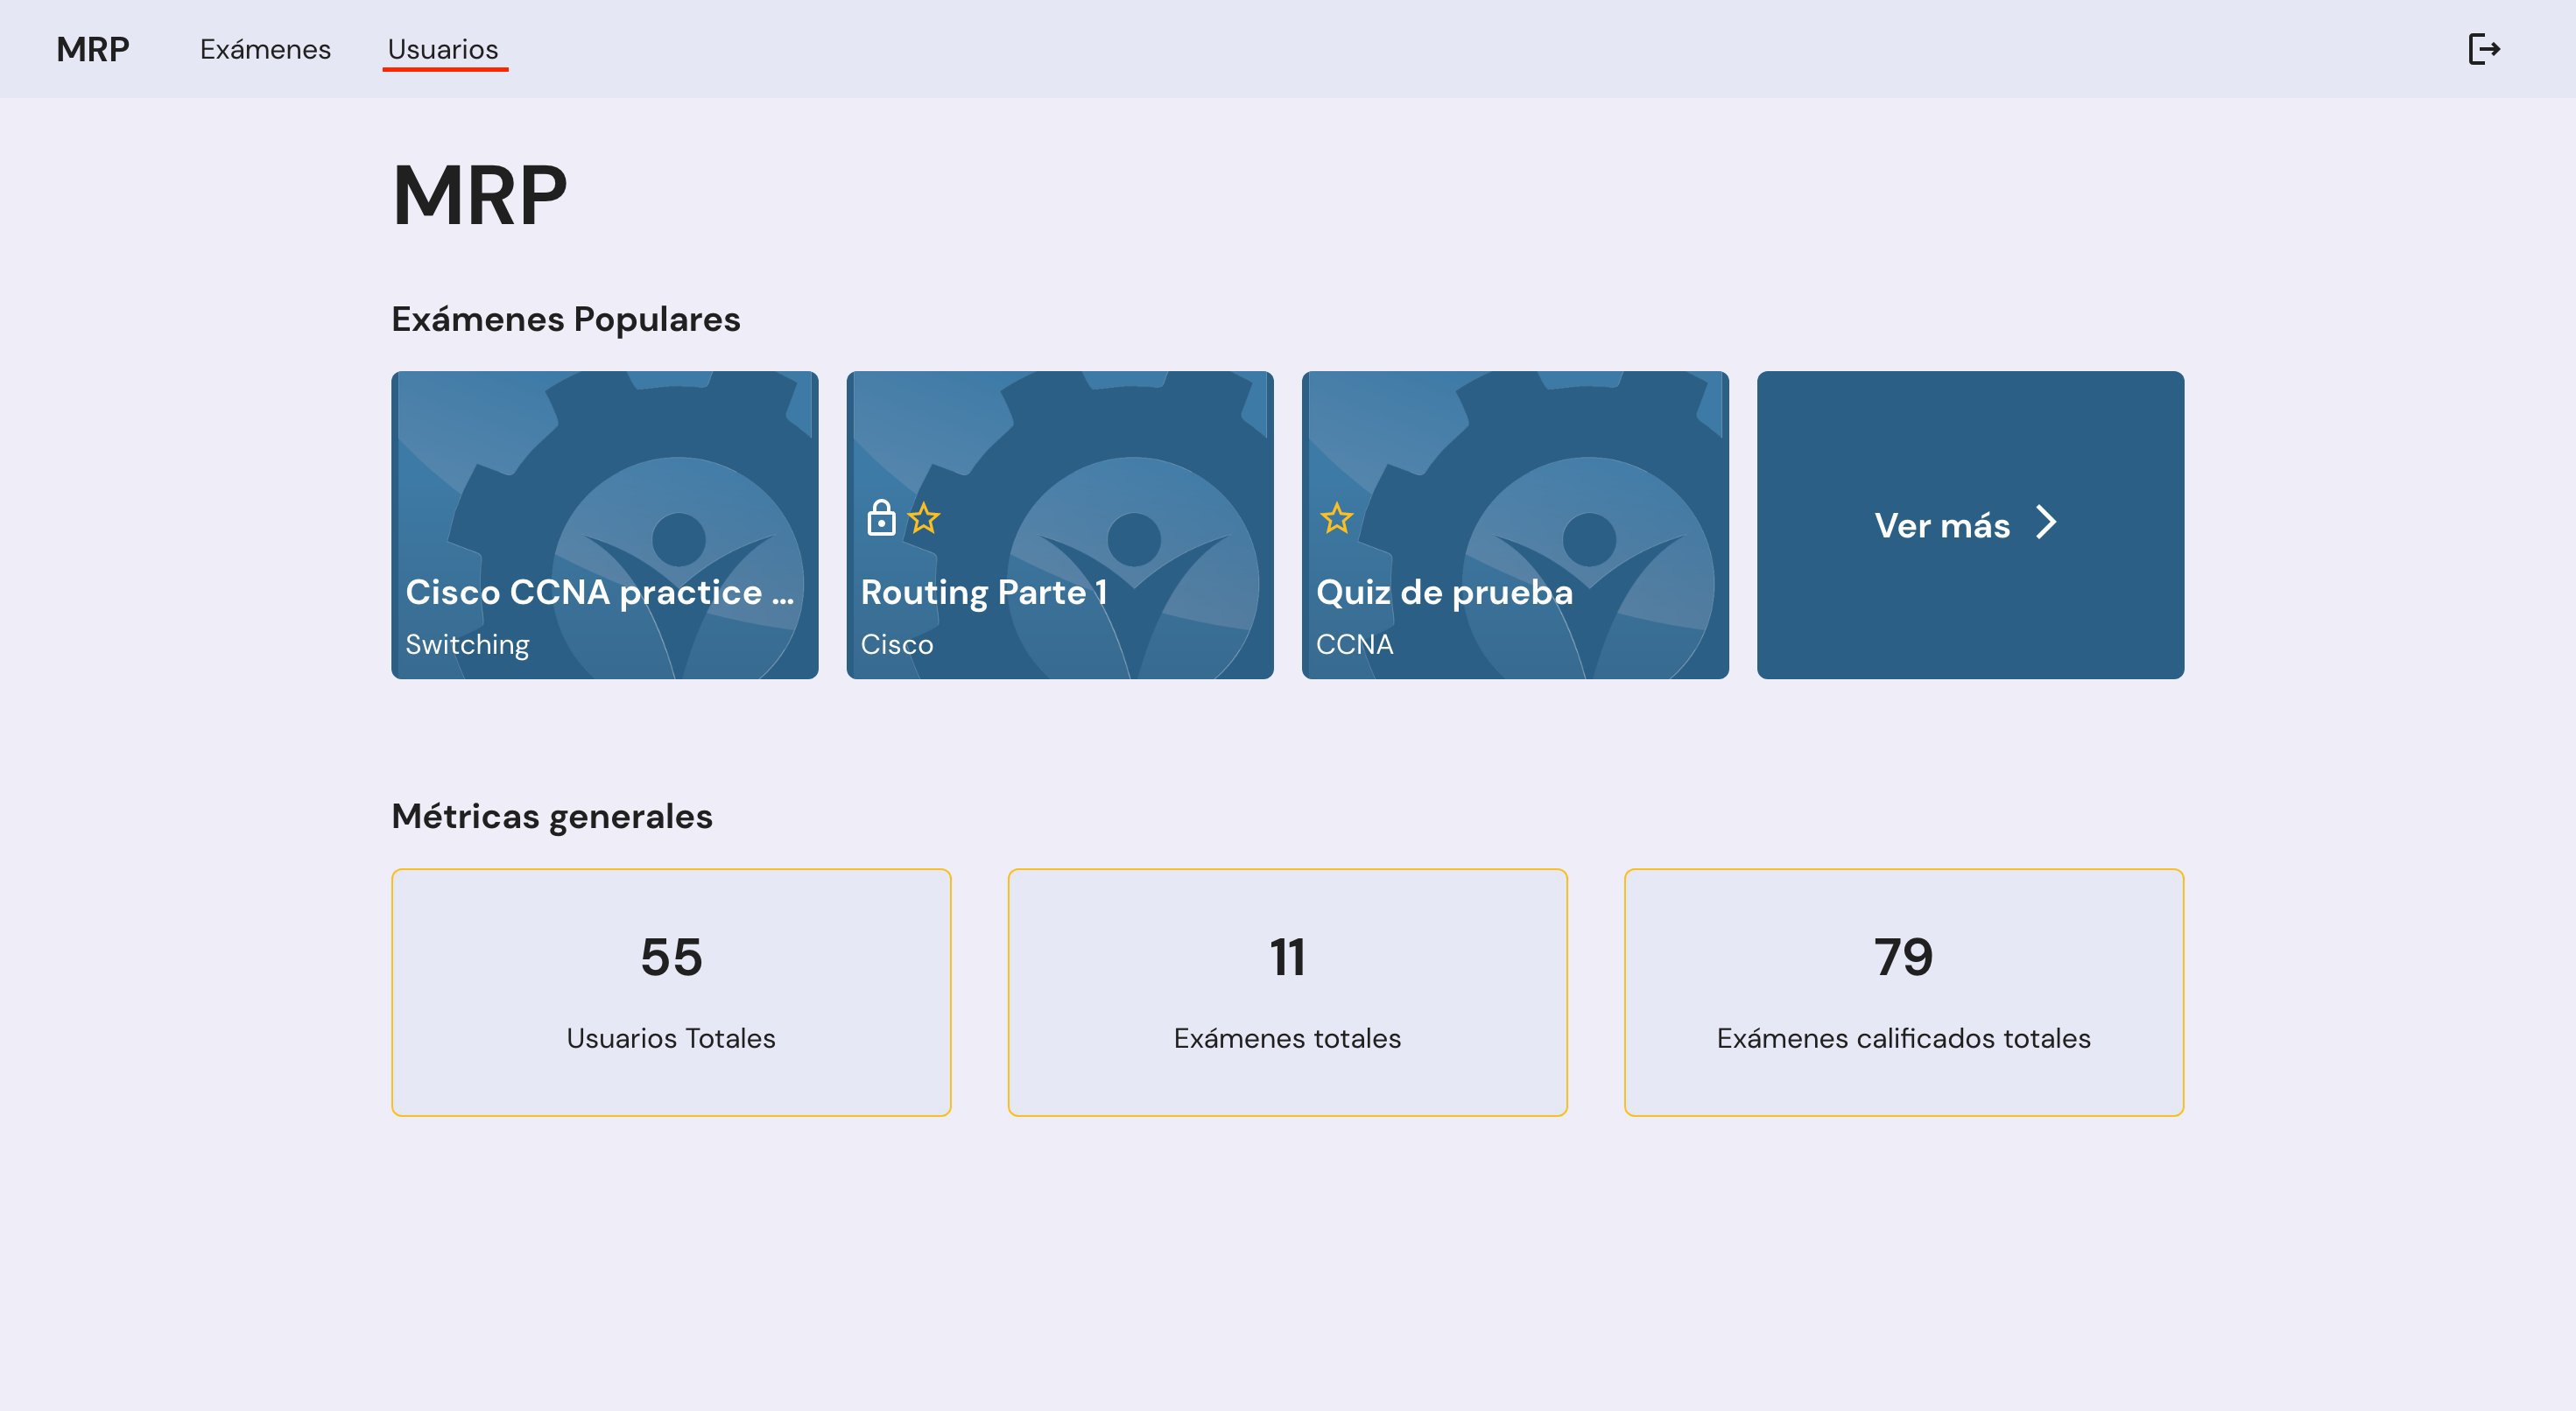 MRP Exámenes Usuarios
MRP
Exámenes Populares
Cisco CCNA practice ...
Switching
Routing Parte 1
Cisco
Quiz de prueba
CCNA
Ver más
Métricas generales
55
Usuarios Totales
11
Exámenes totales
79
Exámenes calificados totales